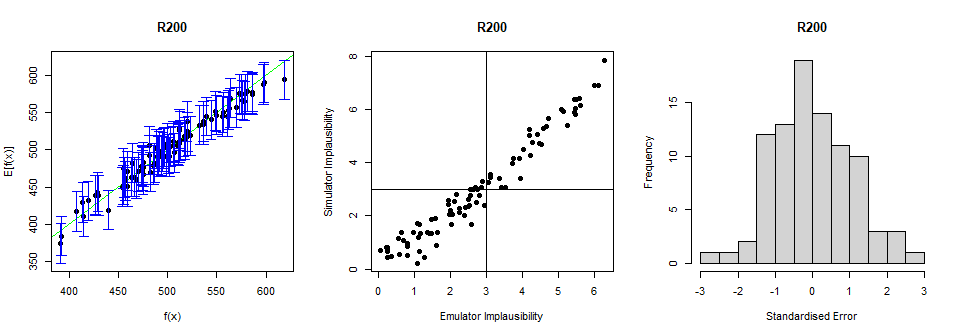 R200
E[f(x)]
350 400 450 500 550 600
400 450 500 550 600
f(x)
R200
Simulator Implausibility
0 2 4 6 8
0 1 2 3 4 5 6
Emulator Implausibility
R200
Frequency
0 5 10 15
-3 -2 -1 0 1 2 3
Standardised Error